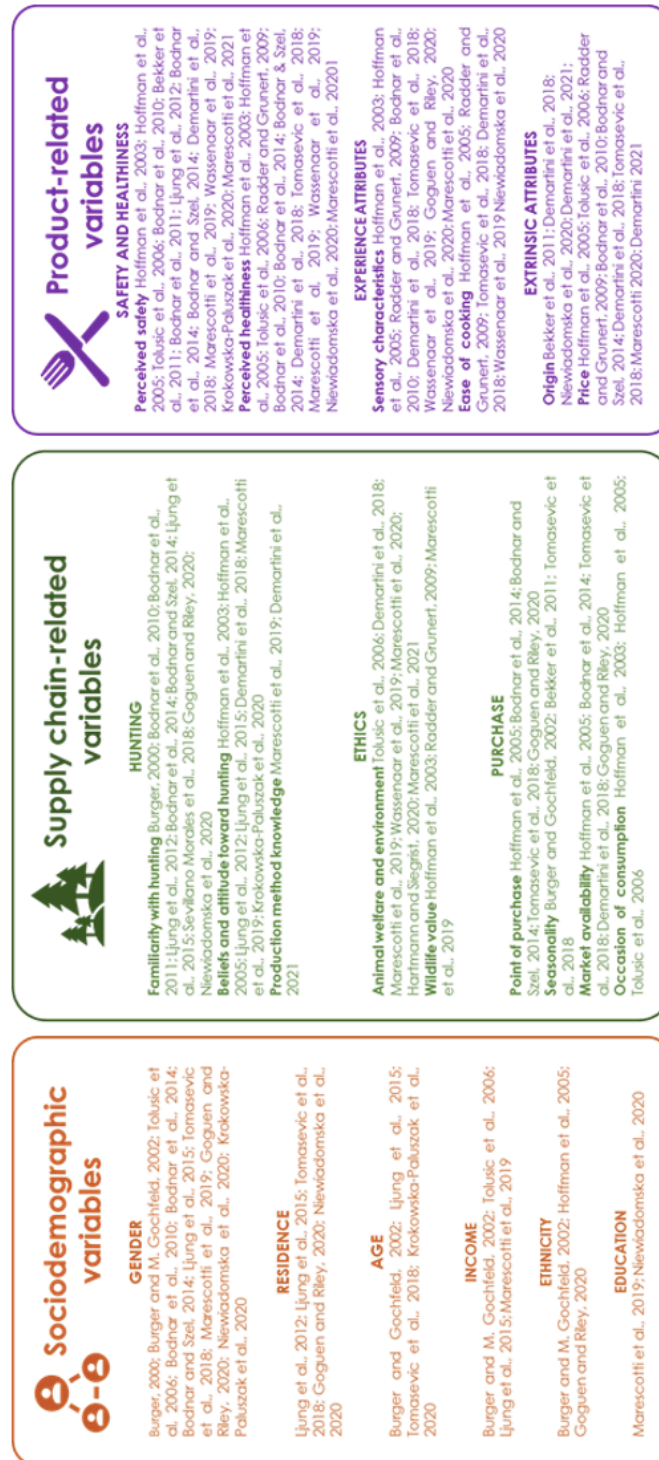 Sociodemographic
variables
GENDER
Burger, 2000; Burger and M. Gochfeld, 2002; Tolusic et
al. 2006; Bodnar et al., 2010; Bodnar et al., 2014;
Bodnar and Szel, 2014; Ljung et al., 2015; Tomasevic
et al., 2018; Marescotti et al., 2019; Goguen and
Riley, 2020; Niewiadomska et al., 2020; Krokowska-
Paluszak et al. 2020
RESIDENCE
Ljung et al., 2012; Ljung et al., 2015; Tomasevic et al.,
2018; Goguen and Riley, 2020; Niewiadomska et al.,
2020
AGE
Burger and Gochfeld, 2002; Ljung et al., 2015;
Tomasevic et al., 2018; Krokowska-Paluszak et al.,
2020
INCOME
Burger and M. Gochfeld, 2002; Tolusic et al., 2006;
Ljung et al., 2015; Marescotti et al., 2019
ETHNICITY
Burger and M. Gochfeld, 2002; Hoffman et al., 2005;
Goguen and Riley, 2020
EDUCATION
Marescotti et al., 2019; Niewiadomska et al., 2020
Supply chain-related
variables
HUNTING
Familiarity with hunting Burger, 2000; Bodnar et al., 2010; Bodnar et al.,
2011; Ljung et al., 2012; Bodnar et al., 2014; Bodnar and Szel, 2014; Ljung et
al., 2015; Sevillano Morales et al., 2018; Goguen and Riley, 2020;
Niewiadomska et al., 2020
Beliefs and attitude toward hunting Hoffman et al., 2003; Hoffman et al.,
2005; Ljung et al., 2012; Ljung et al., 2015; Demartini et al., 2018; Marescotti
et al., 2019; Krokowska-Paluszak et al., 2020
Production method knowledge Marescotti et al., 2019; Demartini et al.,
2021
ETHICS
Animal welfare and environment Tolusic et al., 2006; Demartini et al., 2018;
Marescotti et al., 2019; Wassenaar et al., 2019; Marescotti et al., 2020;
Hartmann and Siegrist, 2020; Marescotti et al., 2021
Wildlife value Hoffman et al., 2003; Radder and Grunert, 2009; Marescotti
et al., 2019
PURCHASE
Point of purchase Hoffman et al., 2005; Bodnar et al., 2014; Bodnar and
Szel, 2014; Tomasevic et al., 2018; Goguen and Riley, 2020
Seasonality Burger and Gochfeld, 2002; Bekker et al., 2011; Tomasevic et
al., 2018
Market availability Hoffman et al., 2005; Bodnar et al., 2014; Tomasevic et
al., 2018; Demartini et al., 2018; Goguen and Riley, 2020
Occasion of consumption Hoffman et al., 2003; Hoffman et al., 2005;
Tolusic et al., 2006
Product-related
variables
SAFETY AND HEALTHINESS
Perceived safety Hoffman et al., 2003; Hoffman et al.,
2005; Tolusic et al., 2006; Bodnar et al., 2010; Bekker et
al., 2011; Bodnar et al., 2011; Ljung et al., 2012; Bodnar
et al., 2014; Bodnar and Szel, 2014; Demartini et al.,
2018; Marescotti et al., 2019; Wassenaar et al., 2019;
Krokowska-Paluszak et al., 2020; Marescotti et al., 2021
Perceived healthiness Hoffman et al., 2003; Hoffman et
al., 2005; Tolusic et al., 2006; Radder and Grunert, 2009;
Bodnar et al., 2010; Bodnar et al., 2014; Bodnar & Szel,
2014; Demartini et al., 2018; Tomasevic et al., 2018;
Marescotti et al., 2019; Wassenaar et al., 2019;
Niewiadomska et al., 2020; Marescotti et al., 20201
EXPERIENCE ATTRIBUTES
Sensory characteristics Hoffman et al., 2003; Hoffman
et al., 2005; Radder and Grunert, 2009; Bodnar et al.,
2010; Demartini et al., 2018; Tomasevic et al., 2018;
Wassenaar et al., 2019; Goguen and Riley, 2020;
Niewiadomska et al., 2020; Marescotti et al., 2020
Ease of cooking Hoffman et al., 2005; Radder and
Grunert, 2009; Tomasevic et al., 2018; Demartini et al.,
2018; Wassenaar et al., 2019 Niewiadomska et al., 2020
EXTRINSIC ATTRIBUTES
Origin Bekker et al., 2011; Demartini et al., 2018;
Niewiadomska et al., 2020; Demartini et al., 2021;
Price Hoffman et al., 2005; Tolusic et al., 2006; Radder
and Grunert, 2009; Bodnar et al., 2010; Bodnar and
Szel, 2014; Demartini et al., 2018; Tomasevic et al.,
2018; Marescotti 2020; Demartini 2021